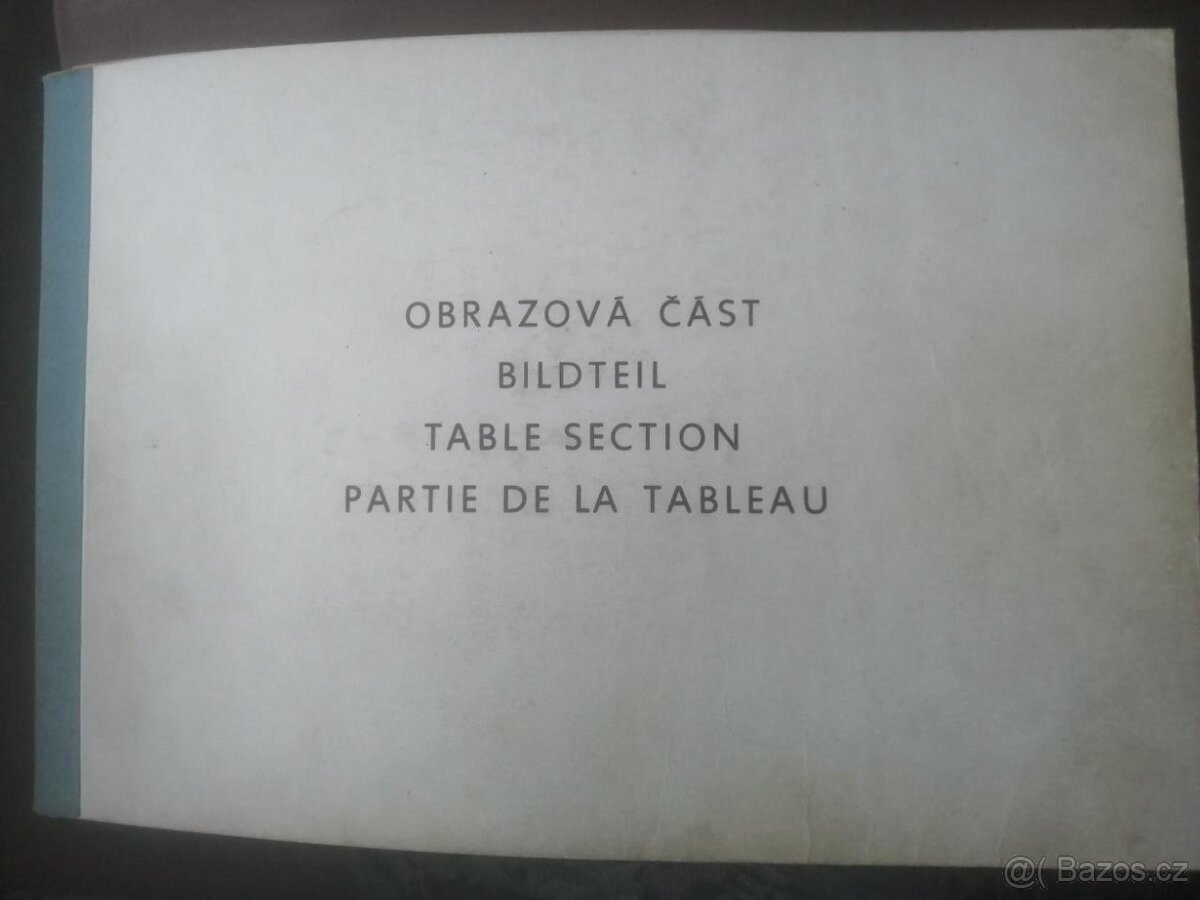 OBRAZOVÁ ČÁST
BILDTEIL
TABLE SECTION
PARTIE DE LA TABLEAU
@( Bazos.cz